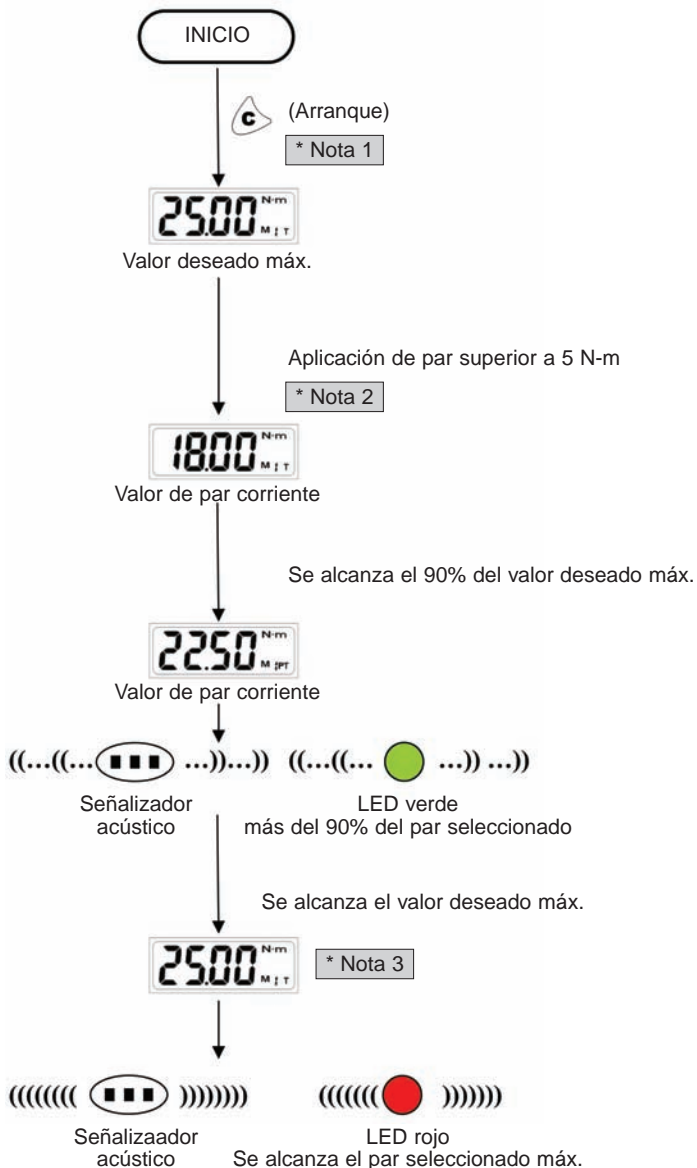 INICIO
C (Arranque)
* Nota 1
25.00 N-m
M T
Valor deseado máx.
Aplicación de par superior a 5 N-m
* Nota 2
18.00 N-m
M T
Valor de par corriente
Se alcanza el 90% del valor deseado máx.
22.50 N-m
M PT
Valor de par corriente
((...((... ...))...)) ((...((... ...)) ...))
Señalizador LED verde
acústico más del 90% del par seleccionado
Se alcanza el valor deseado máx.
25.00 N-m * Nota 3
M T
(((((((( )))))))) ((((((( )))))))
Señalizaador LED rojo
acústico Se alcanza el par seleccionado máx.